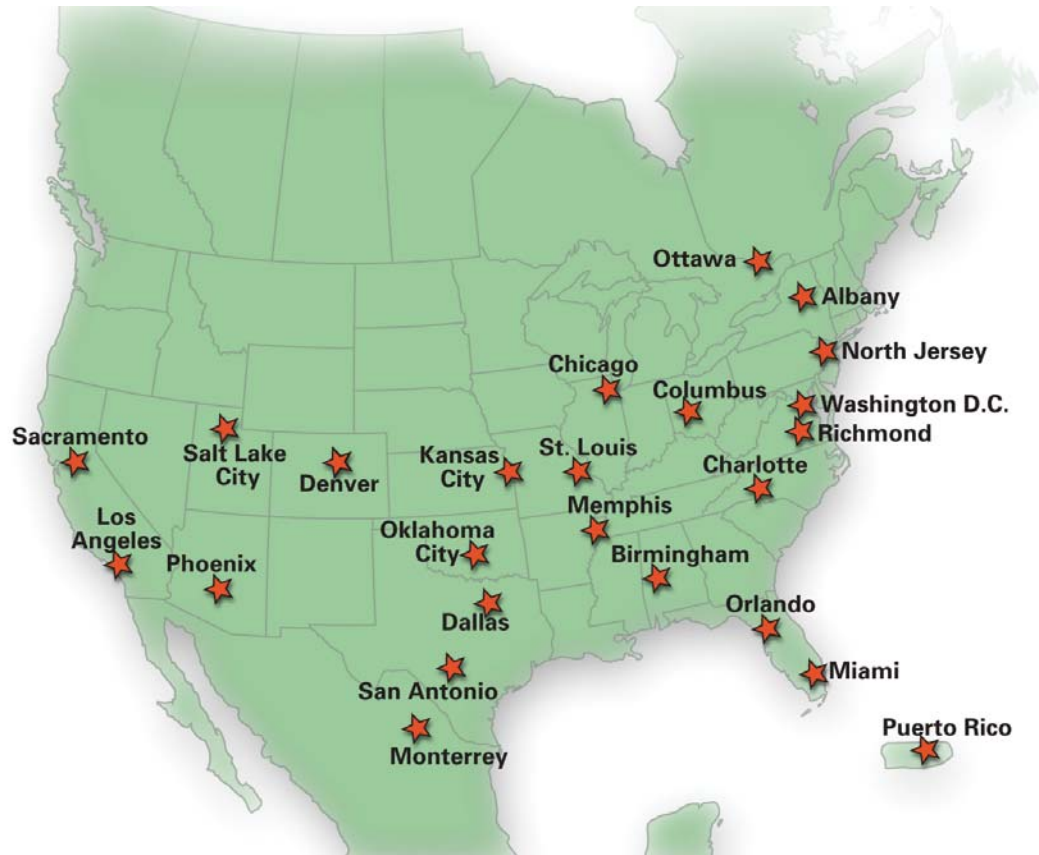 Ottawa
Albany
North Jersey
Chicago
Columbus
Washington D.C.
Richmond
Sacramento
Salt Lake
City
Denver
Kansas
City
St. Louis
Charlotte
Memphis
Los
Angeles
Phoenix
Oklahoma
City
Birmingham
Dallas
Orlando
San Antonio
Miami
Monterrey
Puerto Rico